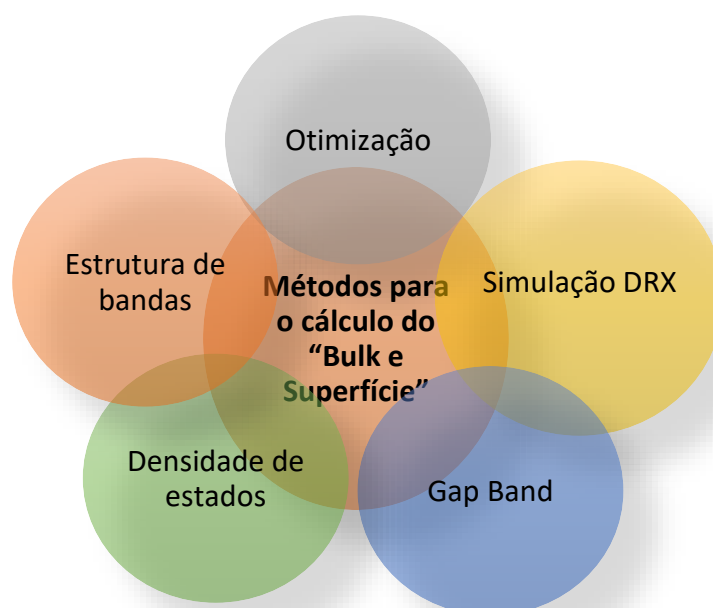 Otimização
Estrutura de
bandas
Métodos para
o cálculo do
“Bulk e
Superfície”
Simulação DRX
Densidade de
estados
Gap Band